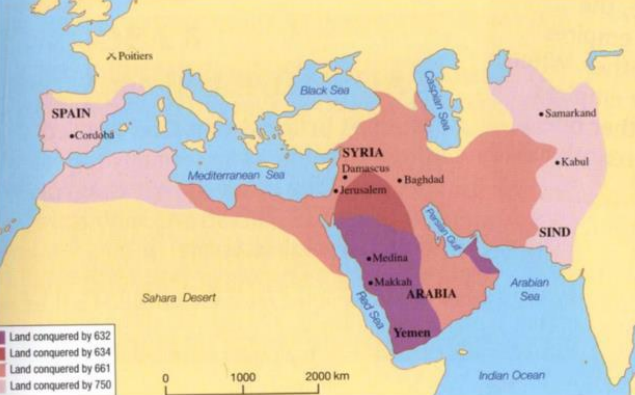 Poitiers
SPAIN
Cordoba
Black Sea
Caspian Sea
Samarkand
Kabul
SYRIA
Damascus
Mediterranean Sea
Jerusalem
Baghdad
Persian Gulf
SIND
Medina
Makkah
ARABIA
Arabian
Sea
Sahara Desert
Red Sea
Yemen
Indian Ocean
Land conquered by 632
Land conquered by 634
Land conquered by 661
Land conquered by 750
0 1000 2000 km